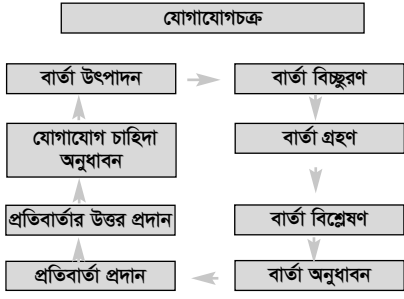 যোগাযোগচক্র
বার্তা উৎপাদন
বার্তা বিচ্ছুরণ
যোগাযোগ চাহিদা
অনুধাবন
বার্তা গ্রহণ
প্রতিবার্তার উত্তর প্রদান
বার্তা বিশ্লেষণ
প্রতিবার্তা প্রদান
বার্তা অনুধাবন